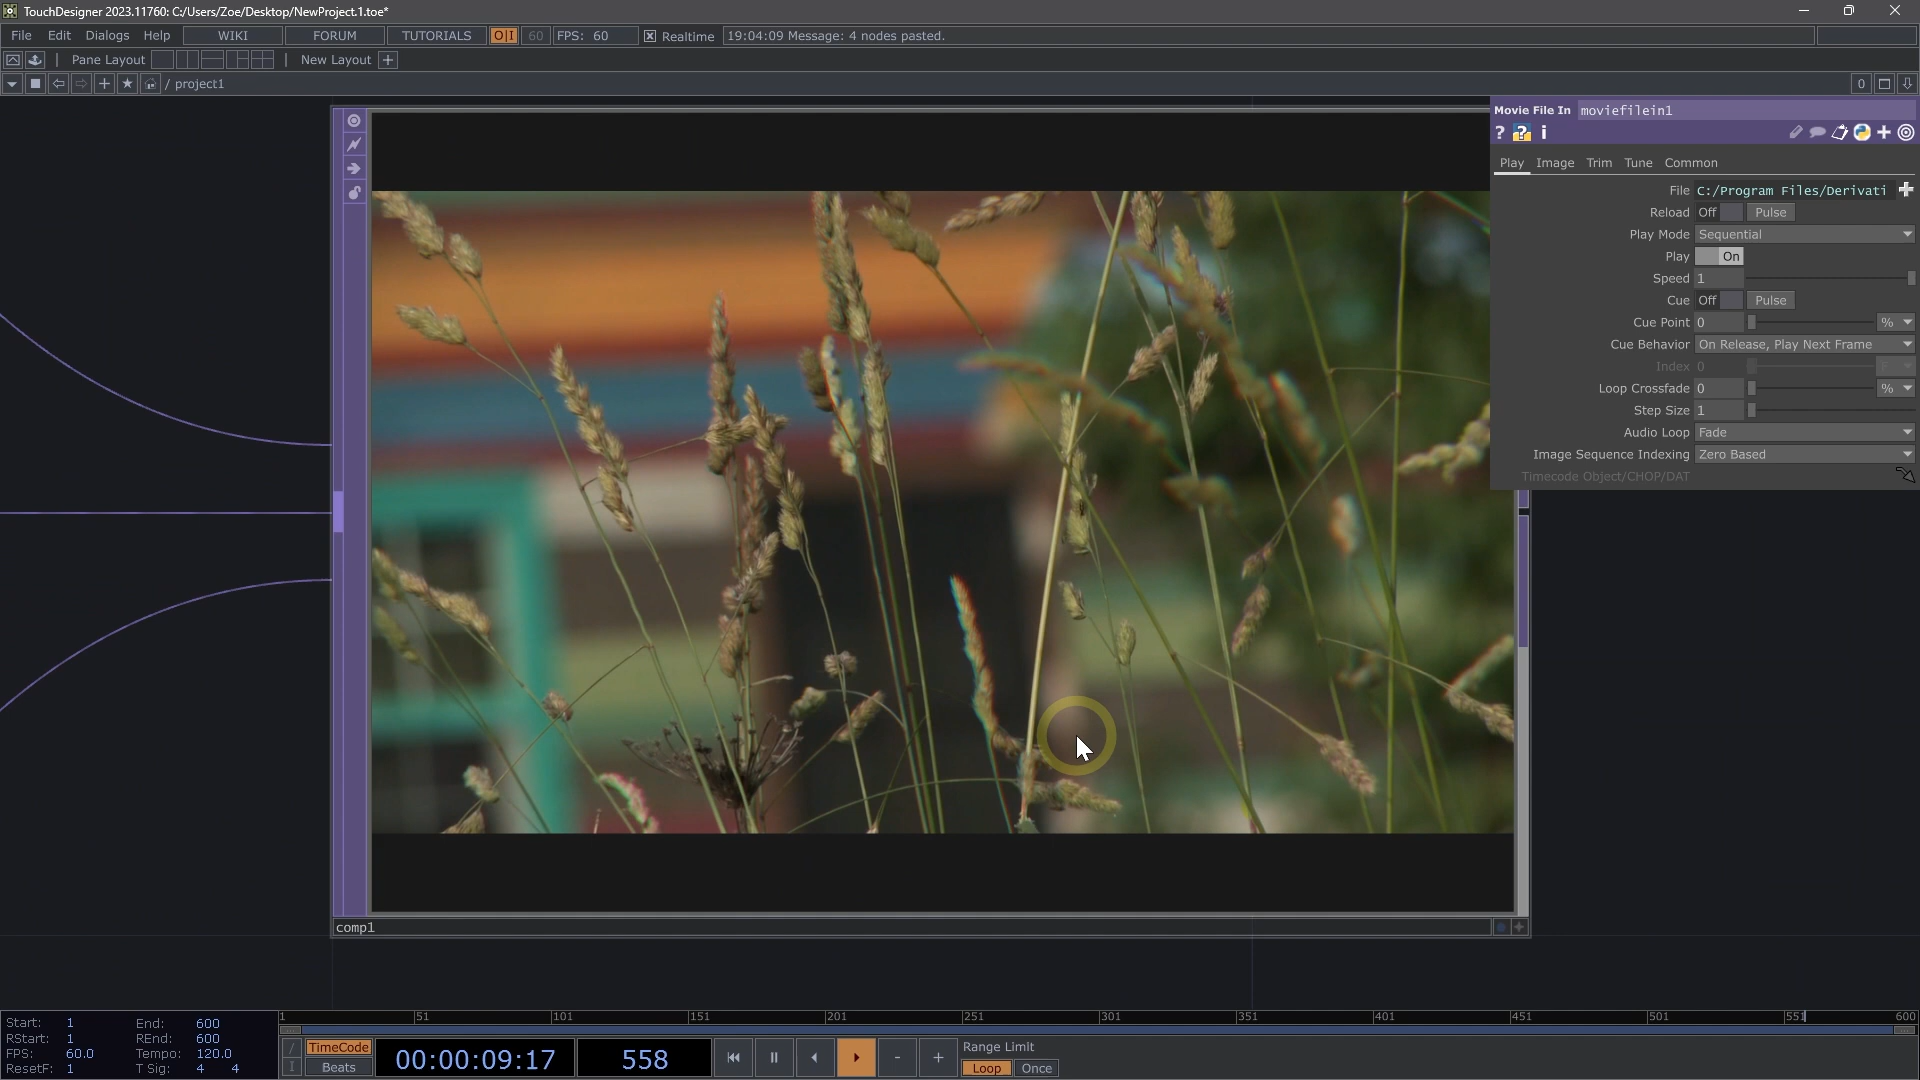 TouchDesigner 2023.11760: C:/Users/Zoe/Desktop/NewProject.1.toe*
File Edit Dialogs Help WIKI FORUM TUTORIALS O|I 60 FPS: 60 Realtime 19:04:09 Message: 4 nodes pasted.
Pane Layout New Layout +
/ project1 0
Movie File In moviefilein1
? ? i
Play Image Trim Tune Common
File C:/Program Files/Derivati
Reload Off Pulse
Play Mode Sequential
Play On
Speed 1
Cue Off Pulse
Cue Point 0 %
Cue Behavior On Release, Play Next Frame
Index 0 F
Loop Crossfade 0 %
Step Size 1
Audio Loop Fade
Image Sequence Indexing Zero Based
Timecode Object/CHOP/DAT
comp1
1 51 101 151 201 251 301 351 401 451 501 551 600
Start: 1 End: 600
RStart: 1 REnd: 600
FPS: 60.0 Tempo: 120.0
ResetF: 1 T Sig: 4 4
TimeCode
Beats
00:00:09:17 558
Range Limit
Loop Once